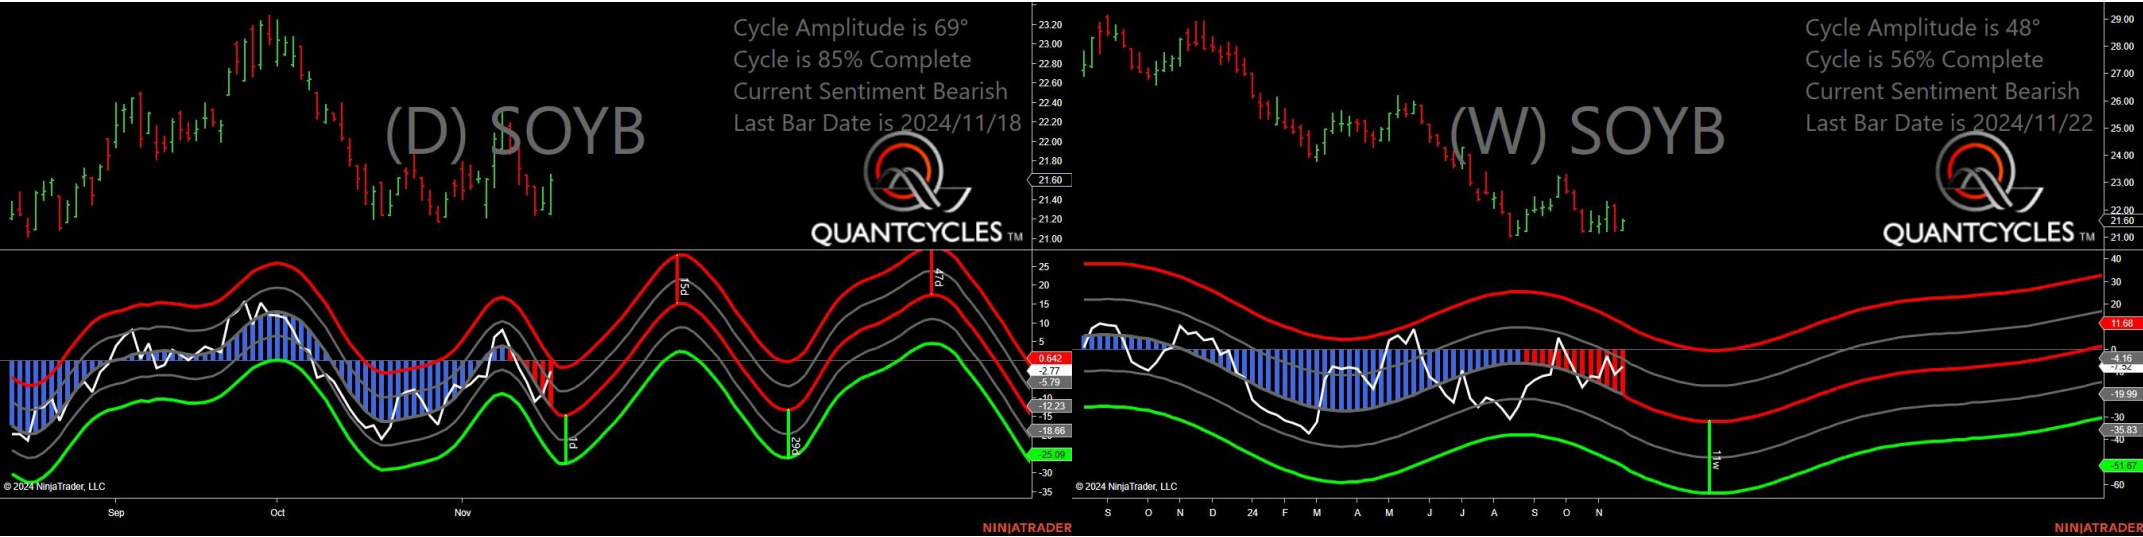 Cycle Amplitude is 69°
Cycle is 85% Complete
Current Sentiment Bearish
Last Bar Date is 2024/11/18
(D) SOYB
QUANTCYCLES TM
23.20
23.00
22.80
22.60
22.40
22.20
22.00
21.80
21.60
21.40
21.20
21.00
25
20
15
10
5
0.642
-2.77
-5.79
-12.23
-15
-18.66
-25.09
-30
-35
15d
47d
1d
29d
© 2024 NinjaTrader, LLC
Sep
Oct
Nov
NINJATRADER
Cycle Amplitude is 48°
Cycle is 56% Complete
Current Sentiment Bearish
Last Bar Date is 2024/11/22
(W) SOYB
QUANTCYCLES TM
29.00
28.00
27.00
26.00
25.00
24.00
23.00
22.00
21.60
21.00
40
30
20
11.68
0
-4.16
-7.52
-19.99
-30
-35.83
-40
-51.67
-60
11w
© 2024 NinjaTrader, LLC
S
O
N
D
24
F
M
A
M
J
J
A
S
O
N
NINJATRADER